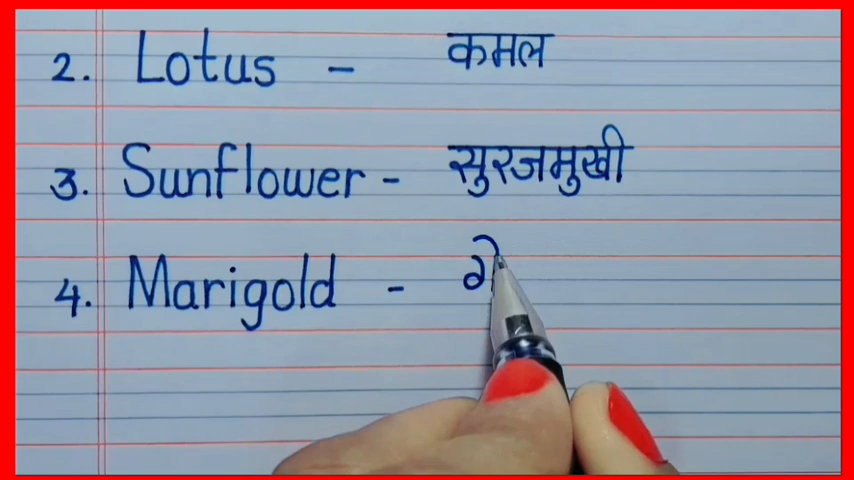 2. Lotus - कमल
3. Sunflower - सुरजमुखी
4. Marigold - गे